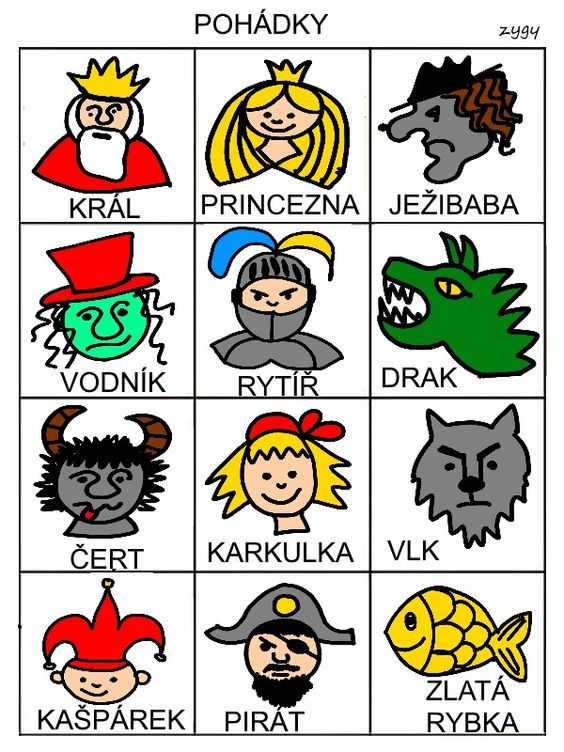 POHÁDKY
zygy
KRÁL
PRINCEZNA
JEŽIBABA
VODNÍK
RYTÍŘ
DRAK
ČERT
KARKULKA
VLK
KAŠPÁREK
PIRÁT
ZLATÁ
RYBKA